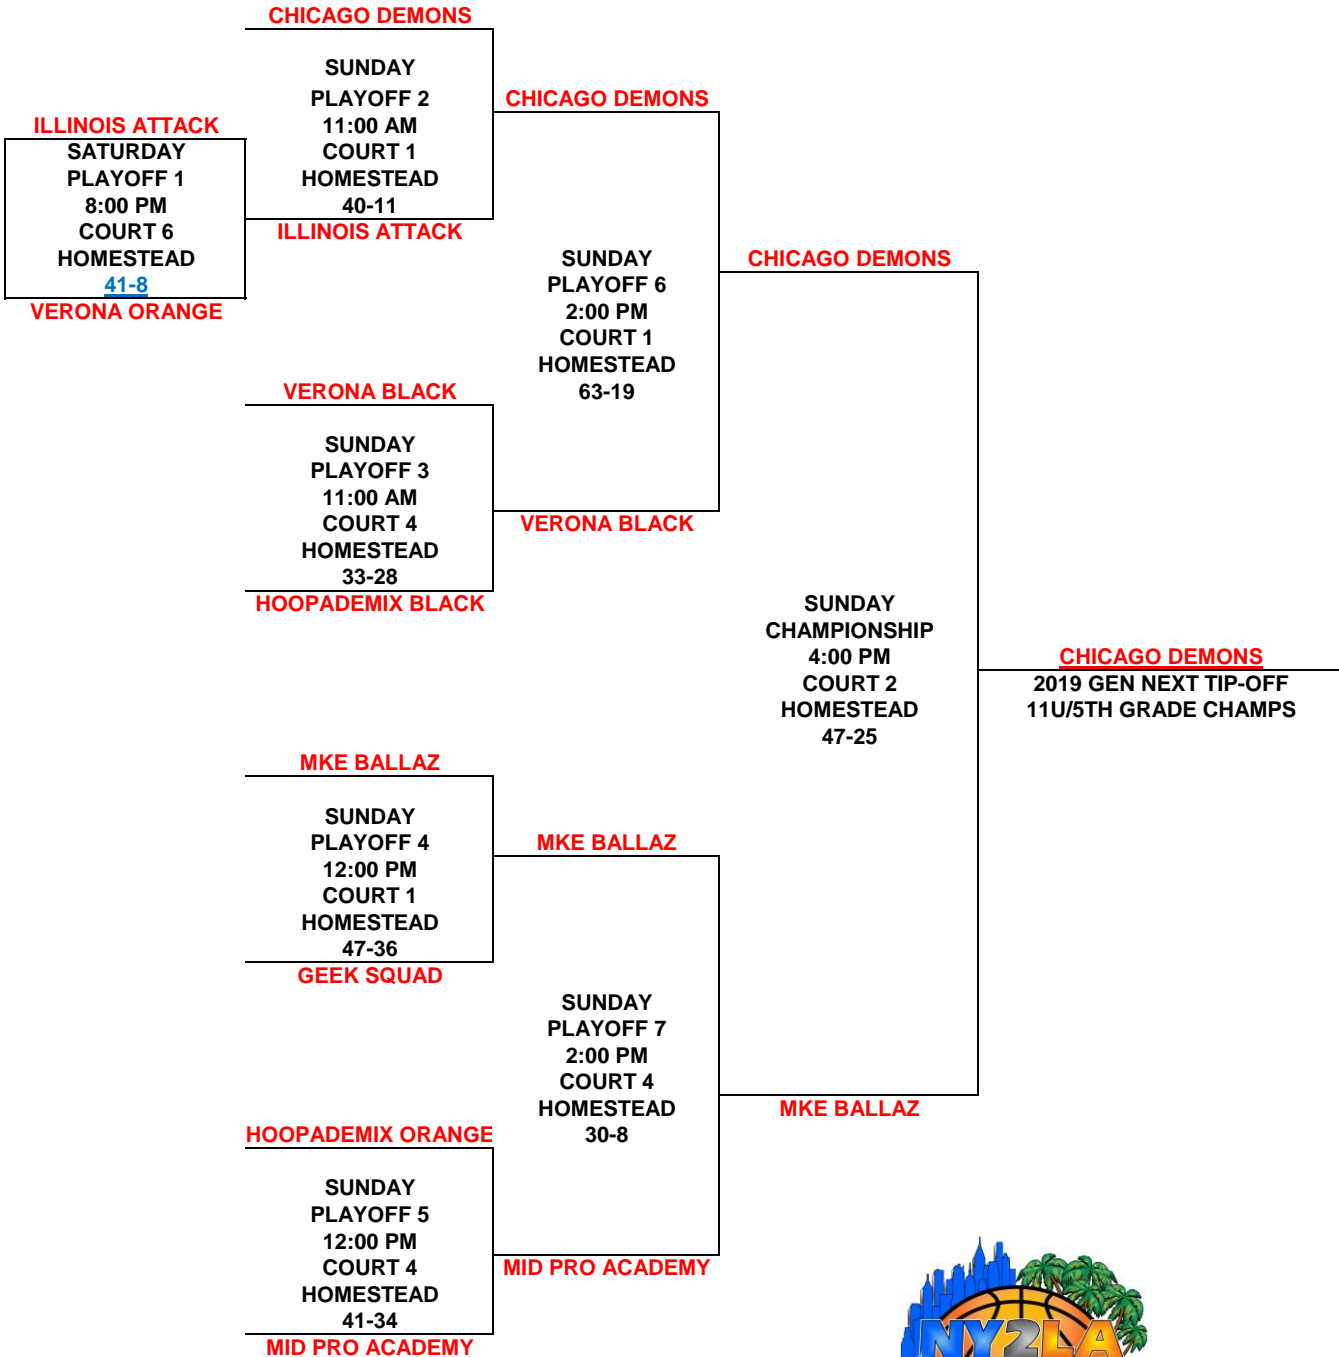 CHICAGO DEMONS
SUNDAY
PLAYOFF 2
11:00 AM
COURT 1
HOMESTEAD
40-11
ILLINOIS ATTACK
ILLINOIS ATTACK
SATURDAY
PLAYOFF 1
8:00 PM
COURT 6
HOMESTEAD
41-8
VERONA ORANGE
CHICAGO DEMONS
SUNDAY
PLAYOFF 6
2:00 PM
COURT 1
HOMESTEAD
63-19
VERONA BLACK
VERONA BLACK
SUNDAY
PLAYOFF 3
11:00 AM
COURT 4
HOMESTEAD
33-28
HOOPADEMIX BLACK
CHICAGO DEMONS
SUNDAY
CHAMPIONSHIP
4:00 PM
COURT 2
HOMESTEAD
47-25
MKE BALLAZ
CHICAGO DEMONS
2019 GEN NEXT TIP-OFF
11U/5TH GRADE CHAMPS
MKE BALLAZ
SUNDAY
PLAYOFF 4
12:00 PM
COURT 1
HOMESTEAD
47-36
GEEK SQUAD
MKE BALLAZ
SUNDAY
PLAYOFF 7
2:00 PM
COURT 4
HOMESTEAD
30-8
MID PRO ACADEMY
HOOPADEMIX ORANGE
SUNDAY
PLAYOFF 5
12:00 PM
COURT 4
HOMESTEAD
41-34
MID PRO ACADEMY
NY2LA